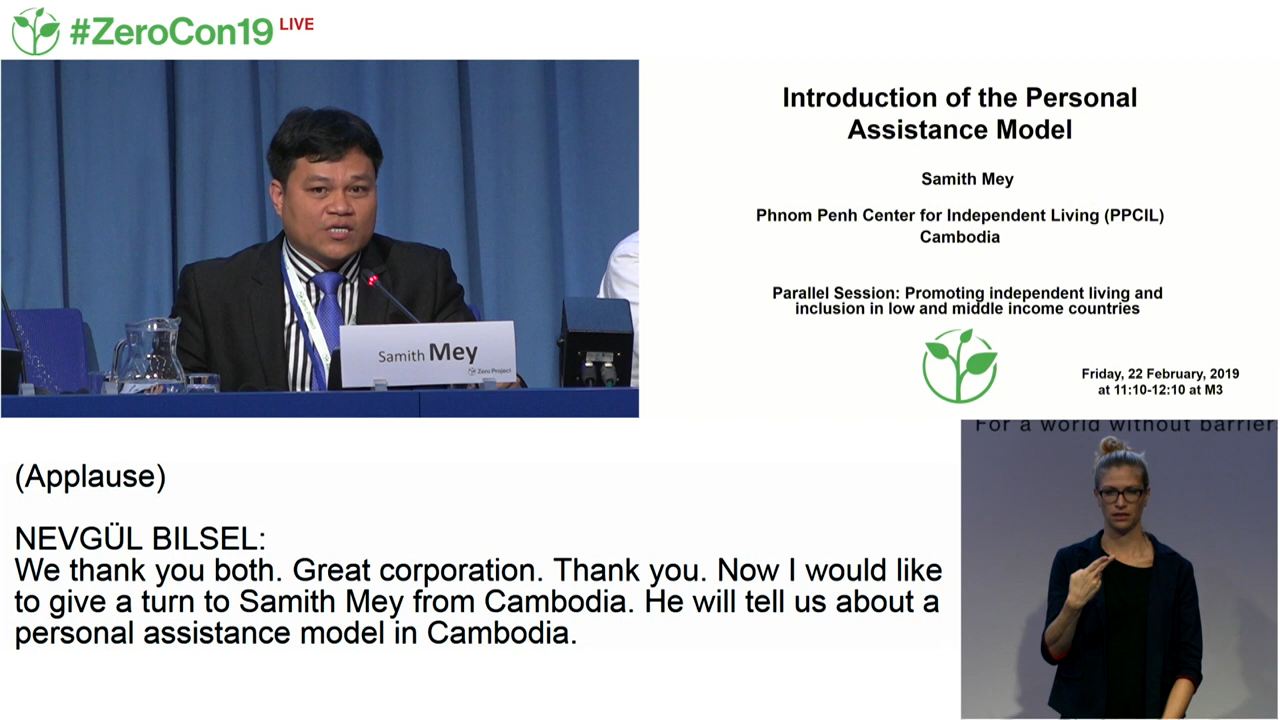 #ZeroCon19 LIVE
Introduction of the Personal
Assistance Model
Samith Mey
Phnom Penh Center for Independent Living (PPCIL)
Cambodia
Parallel Session: Promoting independent living and
inclusion in low and middle income countries
Friday, 22 February, 2019
at 11:10-12:10 at M3
Samith Mey
Zero Project
For a world without barrier
(Applause)
NEVGÜL BILSEL:
We thank you both. Great corporation. Thank you. Now I would like
to give a turn to Samith Mey from Cambodia. He will tell us about a
personal assistance model in Cambodia.